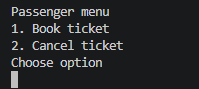 Passenger menu
1. Book ticket
2. Cancel ticket
Choose option